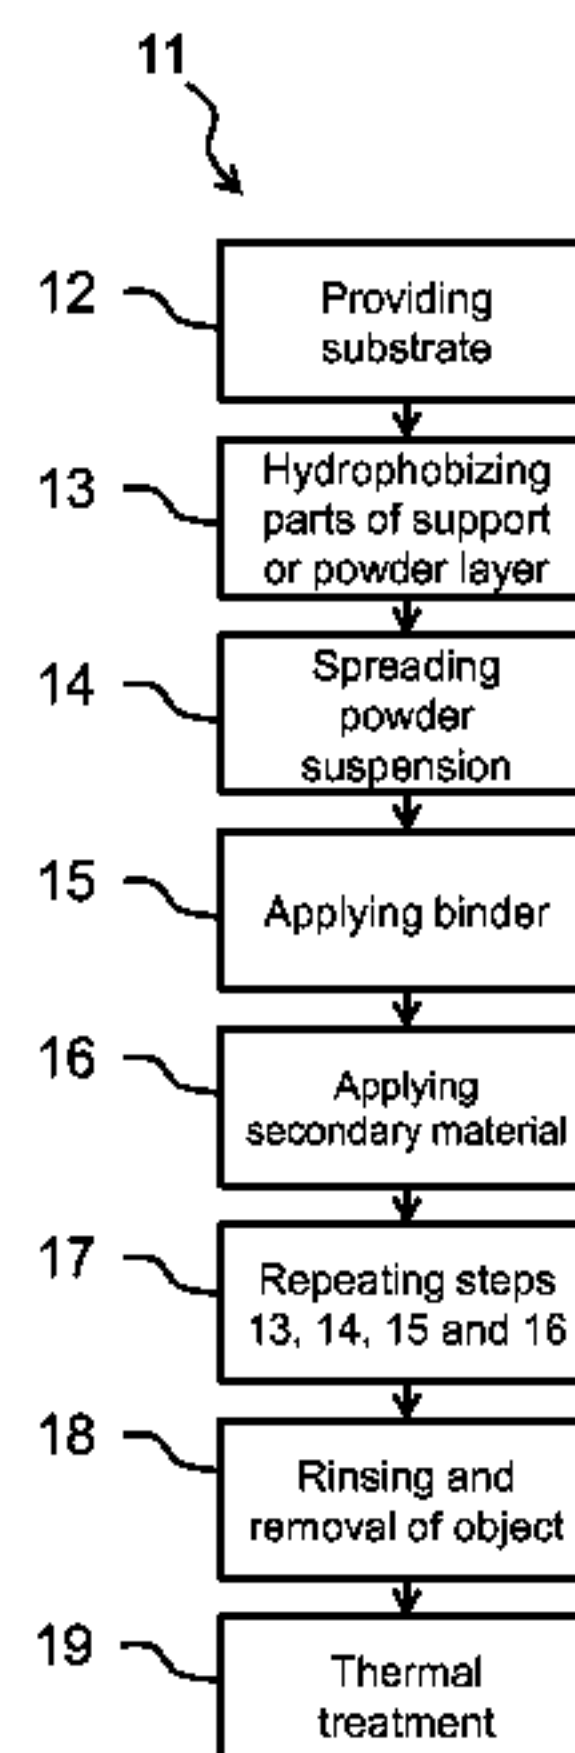 11
12
Providing
substrate
13
Hydrophobizing
parts of support
or powder layer
14
Spreading
powder
suspension
15
Applying binder
16
Applying
secondary material
17
Repeating steps
13, 14, 15 and 16
18
Rinsing and
removal of object
19
Thermal
treatment